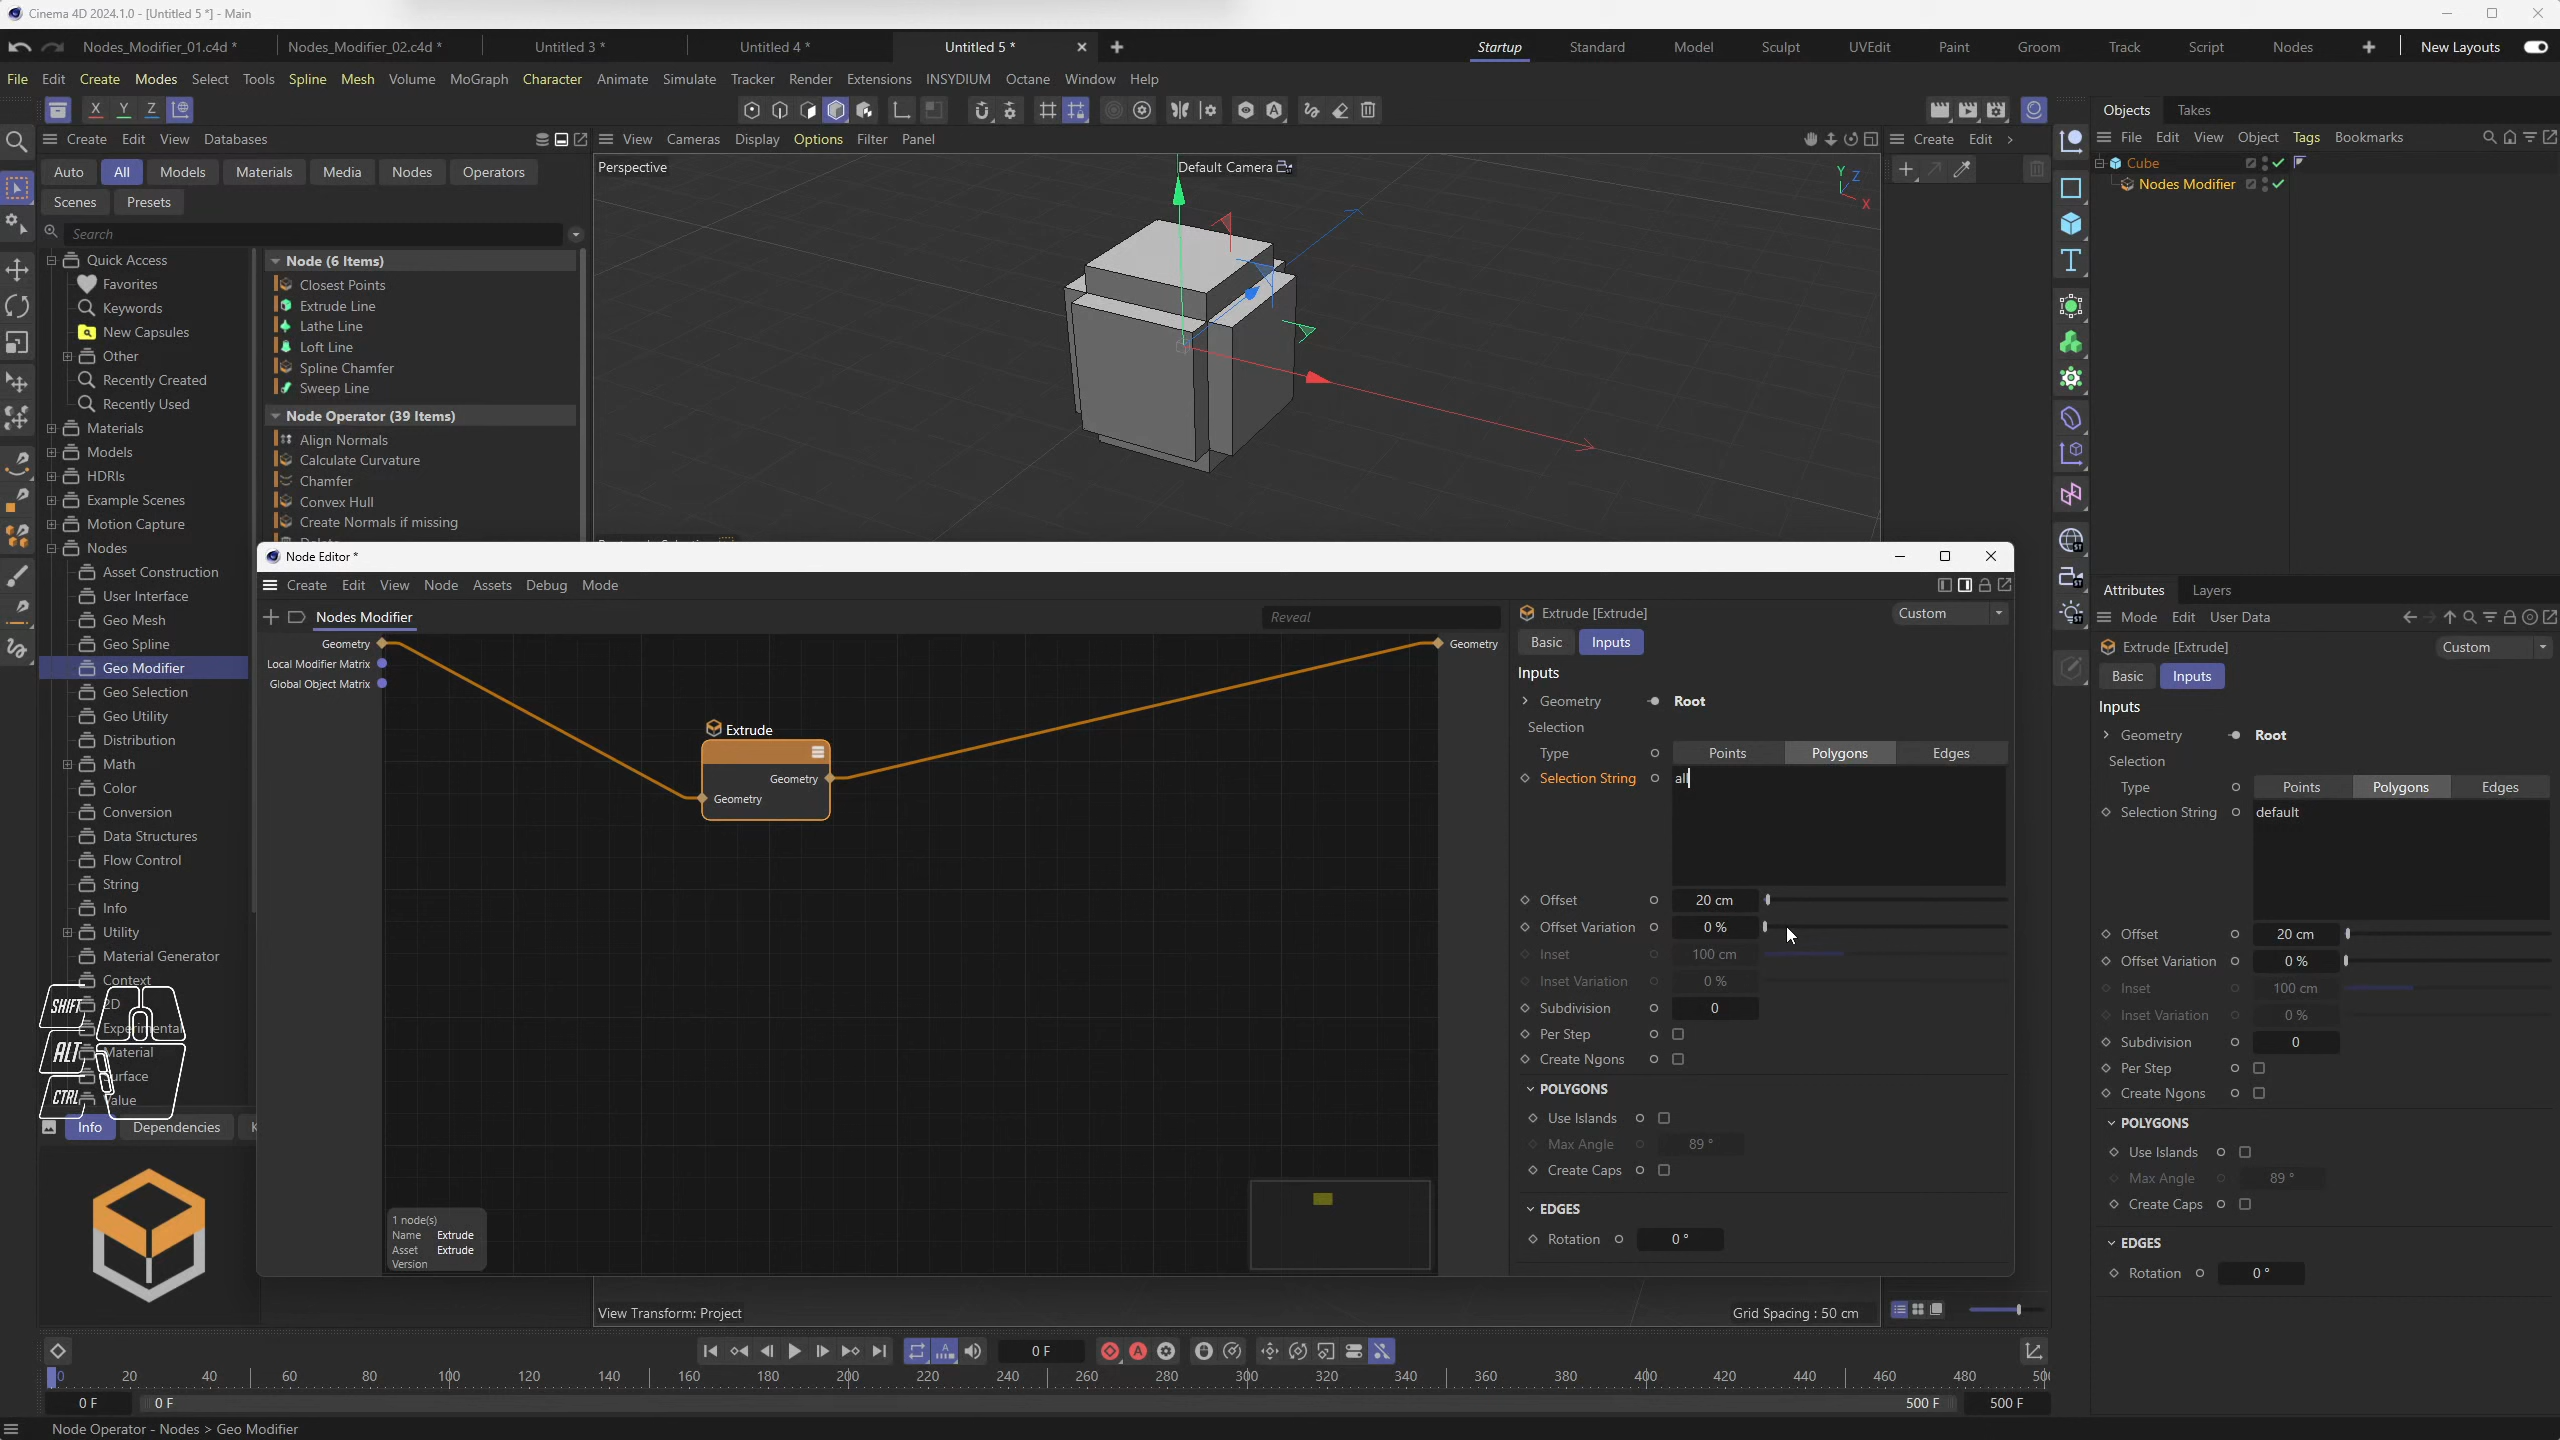 Cinema 4D 2024.1.0 - [Untitled 5 *] - Main
Nodes_Modifier_01.c4d * Nodes_Modifier_02.c4d * Untitled 3 * Untitled 4 * Untitled 5 * Startup Standard Model Sculpt UVEdit Paint Groom Track Script Nodes New Layouts
File Edit Create Modes Select Tools Spline Mesh Volume MoGraph Character Animate Simulate Tracker Render Extensions INSYDIUM Octane Window Help
X Y Z
Objects Takes
Create Edit View Databases
View Cameras Display Options Filter Panel
Create Edit
File Edit View Object Tags Bookmarks
Auto All Models Materials Media Nodes Operators
Scenes Presets
Search
Perspective
Default Camera
Y Z X
Cube
Nodes Modifier
Quick Access
Favorites
Keywords
New Capsules
Other
Recently Created
Recently Used
Materials
Models
HDRIs
Example Scenes
Motion Capture
Nodes
Asset Construction
User Interface
Geo Mesh
Geo Spline
Geo Modifier
Geo Selection
Geo Utility
Distribution
Math
Color
Conversion
Data Structures
Flow Control
String
Info
Utility
Material Generator
Context
2D
Experimental
Material
Surface
Value
SHIFT
ALT
CTRL
Node (6 Items)
Closest Points
Extrude Line
Lathe Line
Loft Line
Spline Chamfer
Sweep Line
Node Operator (39 Items)
Align Normals
Calculate Curvature
Chamfer
Convex Hull
Create Normals if missing
Info Dependencies
Node Editor *
Create Edit View Node Assets Debug Mode
Nodes Modifier
Reveal
Geometry
Local Modifier Matrix
Global Object Matrix
Geometry
Extrude
Geometry
Geometry
1 node(s)
Name Extrude
Asset Extrude
Version
Extrude [Extrude] Custom
Basic Inputs
Inputs
Geometry Root
Selection
Type Points Polygons Edges
Selection String all
Offset 20 cm
Offset Variation 0 %
Inset 100 cm
Inset Variation 0 %
Subdivision 0
Per Step
Create Ngons
POLYGONS
Use Islands
Max Angle 89 °
Create Caps
EDGES
Rotation 0 °
Attributes Layers
Mode Edit User Data
Extrude [Extrude] Custom
Basic Inputs
Inputs
Geometry Root
Selection
Type Points Polygons Edges
Selection String default
Offset 20 cm
Offset Variation 0 %
Inset 100 cm
Inset Variation 0 %
Subdivision 0
Per Step
Create Ngons
POLYGONS
Use Islands
Max Angle 89 °
Create Caps
EDGES
Rotation 0 °
View Transform: Project
Grid Spacing : 50 cm
0 F
0 20 40 60 80 100 120 140 160 180 200 220 240 260 280 300 320 340 360 380 400 420 440 460 480
0 F 0 F 500 F 500 F
Node Operator - Nodes > Geo Modifier